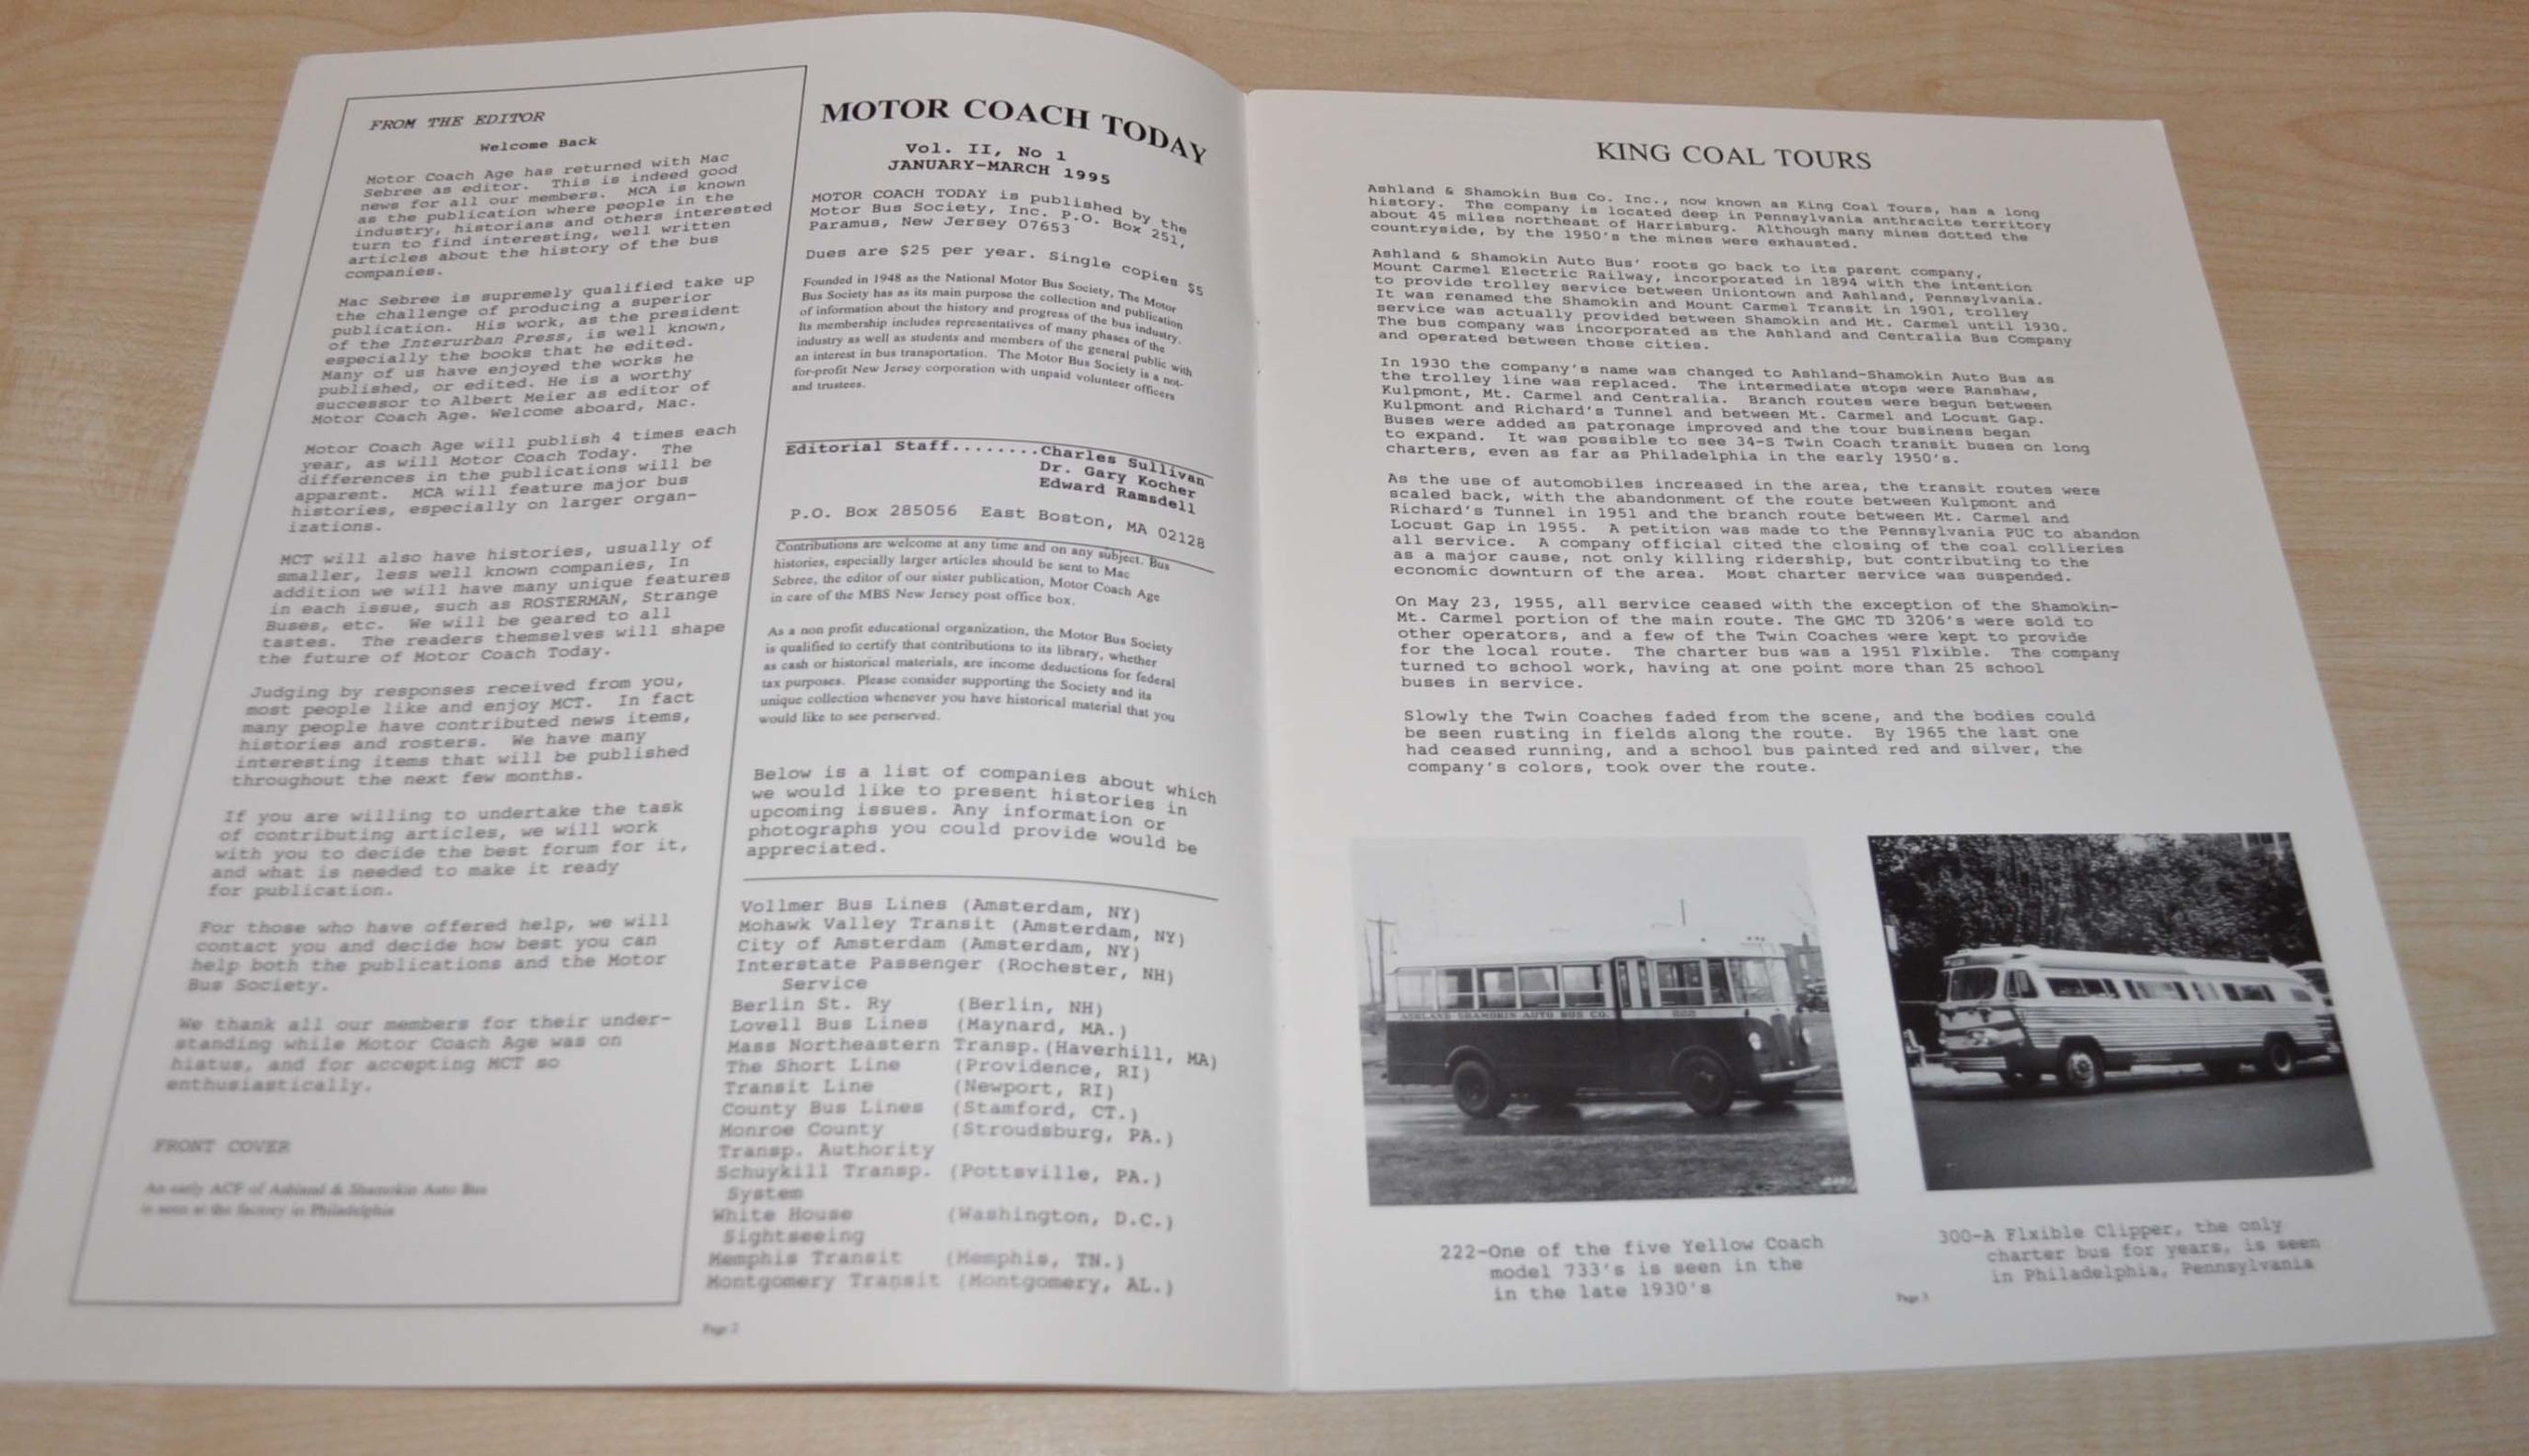 FROM THE EDITOR
Welcome Back
Motor Coach Age has returned with Mac
Sebree as editor. This is indeed good
news for all our members. MCA is known
as the publication where people in the
industry, historians and others interested
turn to find interesting, well written
articles about the history of the bus
companies.
Mac Sebree is supremely qualified take up
the challenge of producing a superior
publication. His work, as the president
of the Interurban Press, is well known,
especially the books that he edited.
Many of us have enjoyed the works he
published, or edited. He is a worthy
successor to Albert Meier as editor of
Motor Coach Age. Welcome aboard, Mac.
Motor Coach Age will publish 4 times each
year, as will Motor Coach Today. The
differences in the publications will be
apparent. MCA will feature major bus
histories, especially on larger organ-
izations.
MCT will also have histories, usually of
smaller, less well known companies, In
addition we will have many unique features
in each issue, such as ROSTERMAN, Strange
Buses, etc. We will be geared to all
tastes. The readers themselves will shape
the future of Motor Coach Today.
Judging by responses received from you,
most people like and enjoy MCT. In fact
many people have contributed news items,
histories and rosters. We have many
interesting items that will be published
throughout the next few months.
If you are willing to undertake the task
of contributing articles, we will work
with you to decide the best forum for it,
and what is needed to make it ready
for publication.
For those who have offered help, we will
contact you and decide how best you can
help both the publications and the Motor
Bus Society.
We thank all our members for their under-
standing while Motor Coach Age was on
hiatus, and for accepting MCT so
enthusiastically.
FRONT COVER
An early ACF of Ashland & Shamokin Auto Bus
is seen at the factory in Philadelphia
MOTOR COACH TODAY
Vol. II, No 1
JANUARY-MARCH 1995
MOTOR COACH TODAY is published by the
Motor Bus Society, Inc. P.O. Box 251,
Paramus, New Jersey 07653
Dues are $25 per year. Single copies $5
Founded in 1948 as the National Motor Bus Society, The Motor
Bus Society has as its main purpose the collection and publication
of information about the history and progress of the bus industry.
Its membership includes representatives of many phases of the
industry as well as students and members of the general public with
an interest in bus transportation. The Motor Bus Society is a not-
for-profit New Jersey corporation with unpaid volunteer officers
and trustees.
Editorial Staff........Charles Sullivan
Dr. Gary Kocher
Edward Ramsdell
P.O. Box 285056 East Boston, MA 02128
Contributions are welcome at any time and on any subject. Bus
histories, especially larger articles should be sent to Mac
Sebree, the editor of our sister publication, Motor Coach Age
in care of the MBS New Jersey post office box.
As a non profit educational organization, the Motor Bus Society
is qualified to certify that contributions to its library, whether
as cash or historical materials, are income deductions for federal
tax purposes. Please consider supporting the Society and its
unique collection whenever you have historical material that you
would like to see perserved.
Below is a list of companies about which
we would like to present histories in
upcoming issues. Any information or
photographs you could provide would be
appreciated.
Vollmer Bus Lines (Amsterdam, NY)
Mohawk Valley Transit (Amsterdam, NY)
City of Amsterdam (Amsterdam, NY)
Interstate Passenger (Rochester, NH)
Service
Berlin St. Ry (Berlin, NH)
Lovell Bus Lines (Maynard, MA.)
Mass Northeastern Transp.(Haverhill, MA)
The Short Line (Providence, RI)
Transit Line (Newport, RI)
County Bus Lines (Stamford, CT.)
Monroe County (Stroudsburg, PA.)
Transp. Authority
Schuykill Transp. (Pottsville, PA.)
System
White House (Washington, D.C.)
Sightseeing
Memphis Transit (Memphis, TN.)
Montgomery Transit (Montgomery, AL.)
Page 2
KING COAL TOURS
Ashland & Shamokin Bus Co. Inc., now known as King Coal Tours, has a long
history. The company is located deep in Pennsylvania anthracite territory
about 45 miles northeast of Harrisburg. Although many mines dotted the
countryside, by the 1950's the mines were exhausted.
Ashland & Shamokin Auto Bus' roots go back to its parent company,
Mount Carmel Electric Railway, incorporated in 1894 with the intention
to provide trolley service between Uniontown and Ashland, Pennsylvania.
It was renamed the Shamokin and Mount Carmel Transit in 1901, trolley
service was actually provided between Shamokin and Mt. Carmel until 1930.
The bus company was incorporated as the Ashland and Centralia Bus Company
and operated between those cities.
In 1930 the company's name was changed to Ashland-Shamokin Auto Bus as
the trolley line was replaced. The intermediate stops were Ranshaw,
Kulpmont, Mt. Carmel and Centralia. Branch routes were begun between
Kulpmont and Richard's Tunnel and between Mt. Carmel and Locust Gap.
Buses were added as patronage improved and the tour business began
to expand. It was possible to see 34-S Twin Coach transit buses on long
charters, even as far as Philadelphia in the early 1950's.
As the use of automobiles increased in the area, the transit routes were
scaled back, with the abandonment of the route between Kulpmont and
Richard's Tunnel in 1951 and the branch route between Mt. Carmel and
Locust Gap in 1955. A petition was made to the Pennsylvania PUC to abandon
all service. A company official cited the closing of the coal collieries
as a major cause, not only killing ridership, but contributing to the
economic downturn of the area. Most charter service was suspended.
On May 23, 1955, all service ceased with the exception of the Shamokin-
Mt. Carmel portion of the main route. The GMC TD 3206's were sold to
other operators, and a few of the Twin Coaches were kept to provide
for the local route. The charter bus was a 1951 Flxible. The company
turned to school work, having at one point more than 25 school
buses in service.
Slowly the Twin Coaches faded from the scene, and the bodies could
be seen rusting in fields along the route. By 1965 the last one
had ceased running, and a school bus painted red and silver, the
company's colors, took over the route.
ASHLAND SHAMOKIN AUTO BUS CO.
222-One of the five Yellow Coach
model 733's is seen in the
in the late 1930's
300-A Flxible Clipper, the only
charter bus for years, is seen
in Philadelphia, Pennsylvania
Page 3